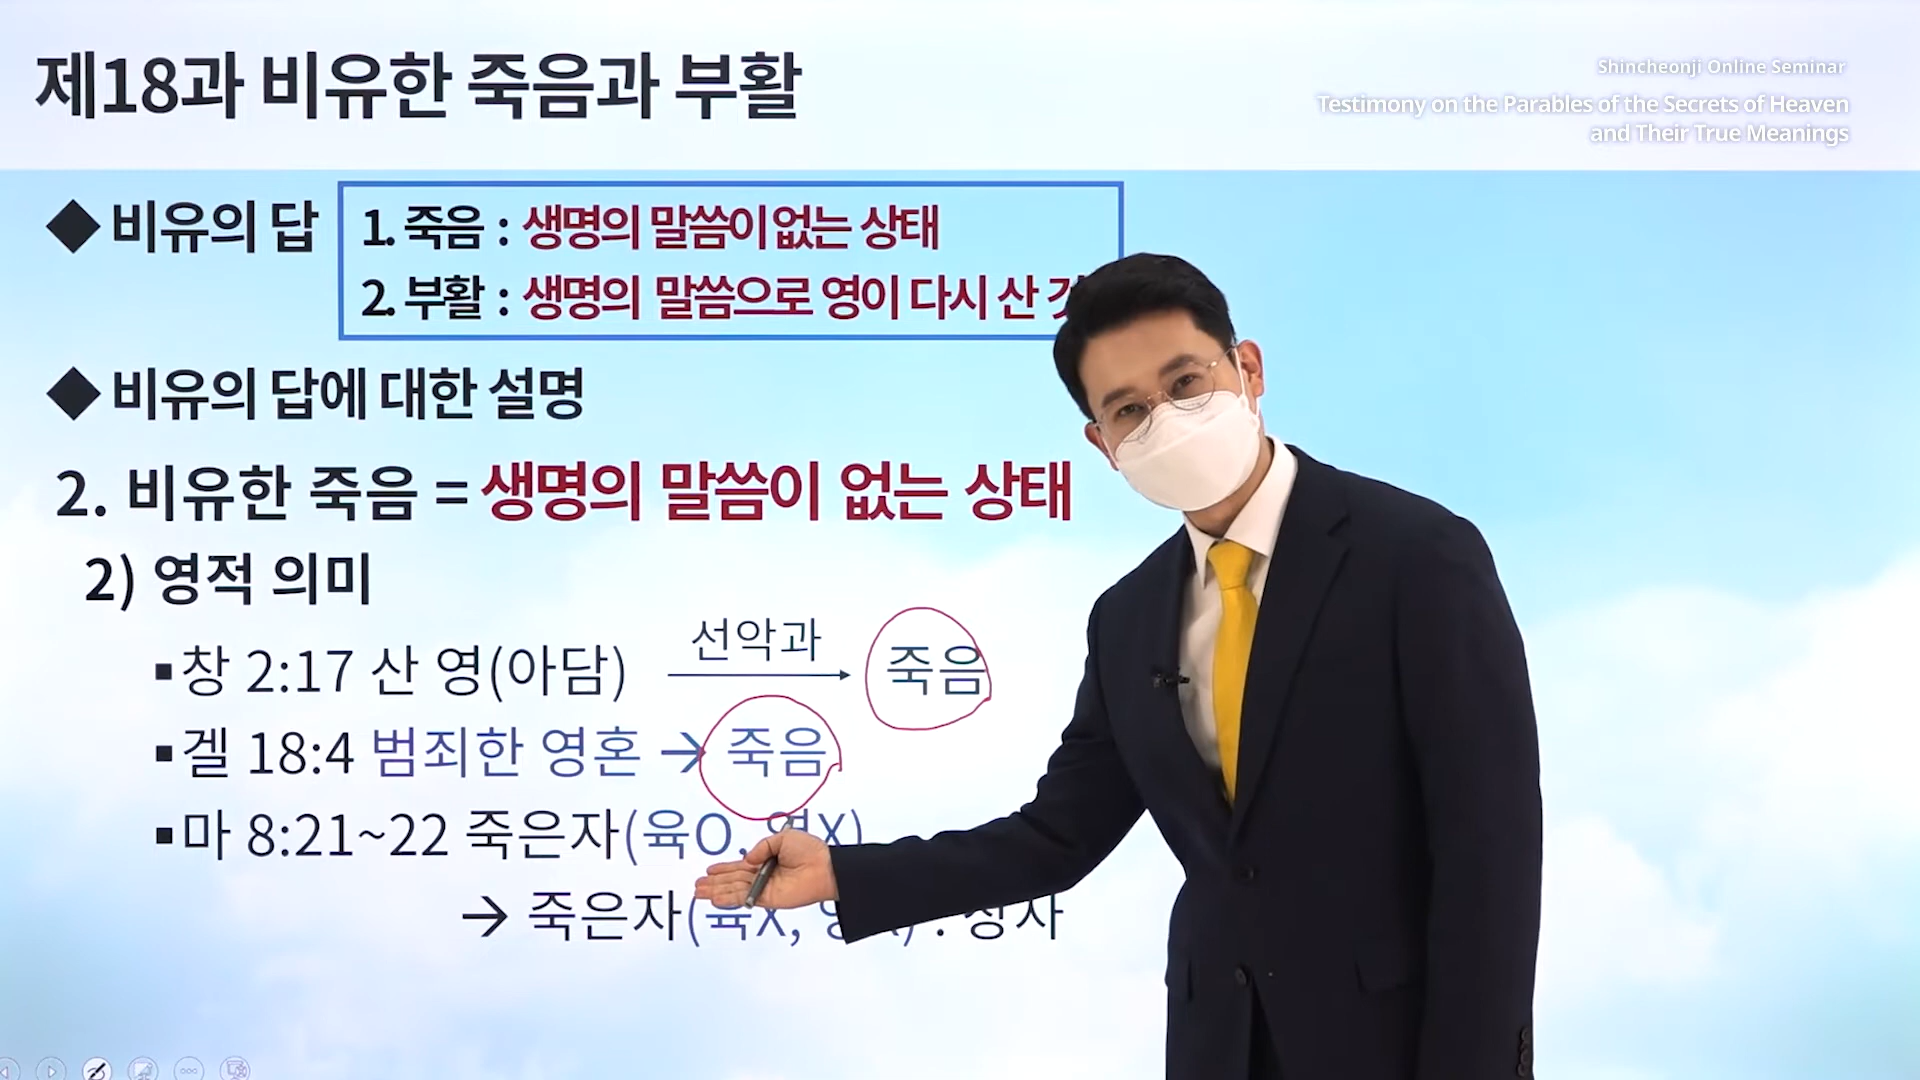 제18과 비유한 죽음과 부활
Shincheonji Online Seminar
Testimony on the Parables of the Secrets of Heaven
and Their True Meanings
◆ 비유의 답
1. 죽음 : 생명의 말씀이 없는 상태
2. 부활 : 생명의 말씀으로 영이 다시 산
◆ 비유의 답에 대한 설명
2. 비유한 죽음 = 생명의 말씀이 없는 상태
2) 영적 의미
선악과
▪창 2:17 산 영(아담) → 죽음
▪겔 18:4 범죄한 영혼 → 죽음
▪마 8:21~22 죽은자(육O, 영X)
→ 죽은자(육X, : 장사